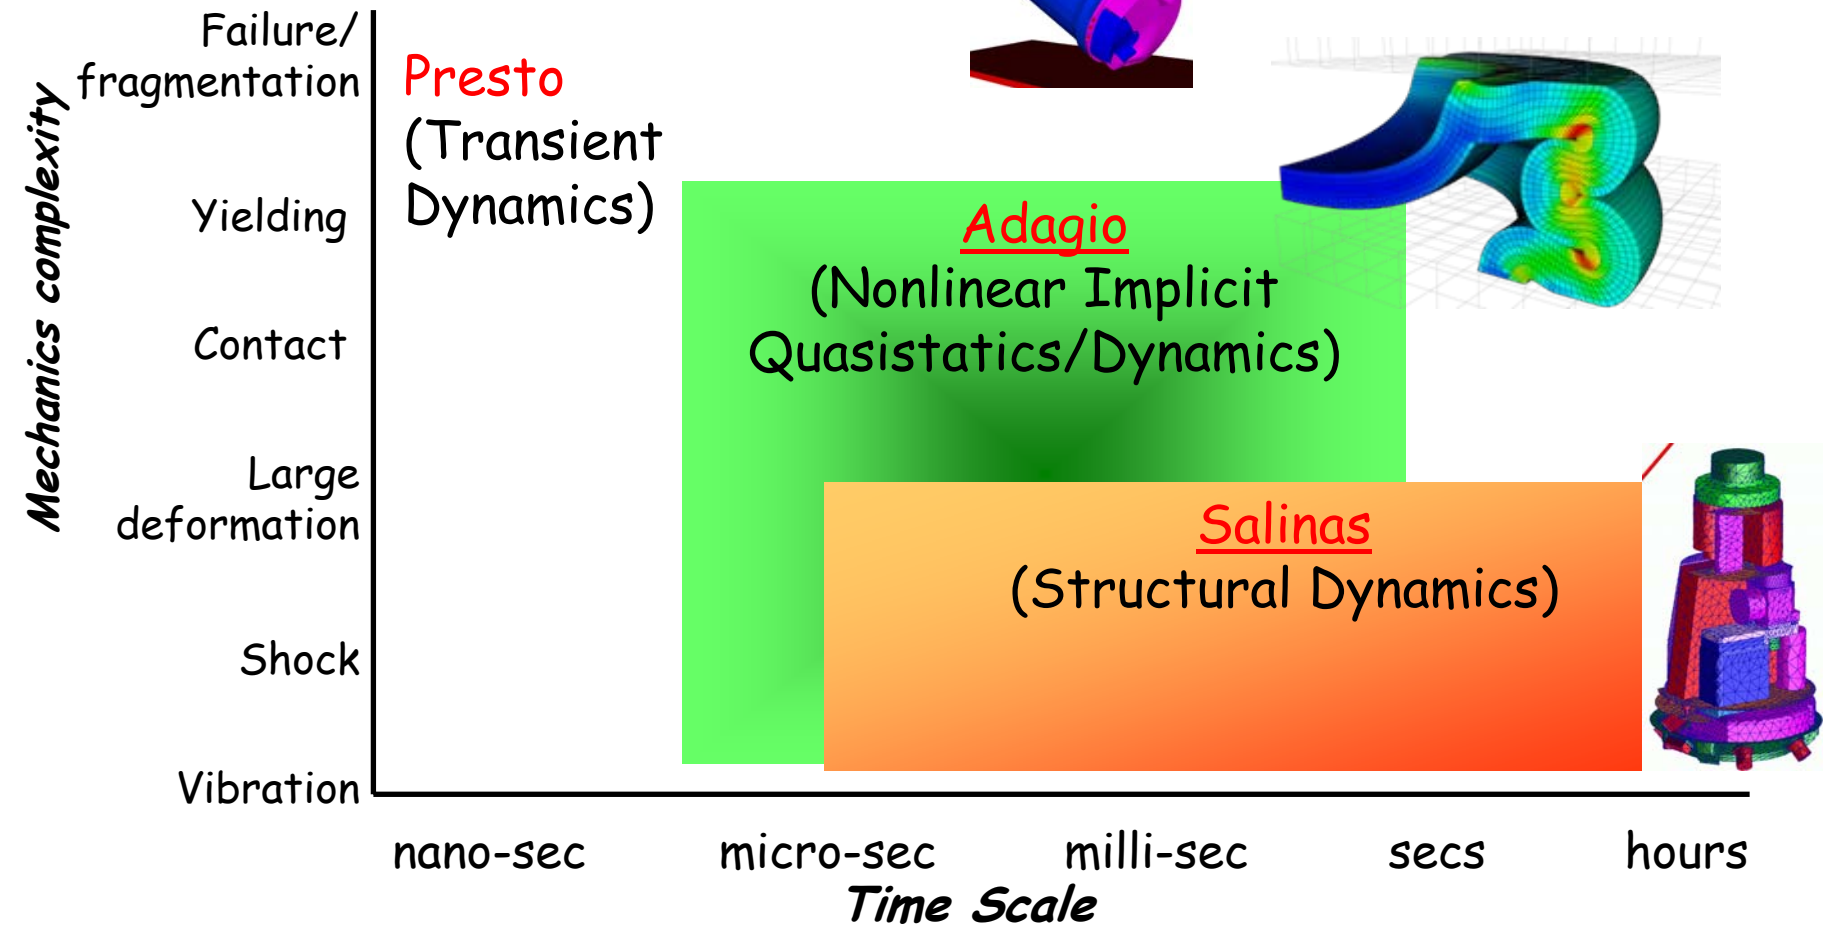 Failure/
fragmentation
Yielding
Contact
Large
deformation
Shock
Vibration
Mechanics complexity
Presto
(Transient
Dynamics)
Adagio
(Nonlinear Implicit
Quasistatics/Dynamics)
Salinas
(Structural Dynamics)
nano-sec micro-sec milli-sec secs hours
Time Scale